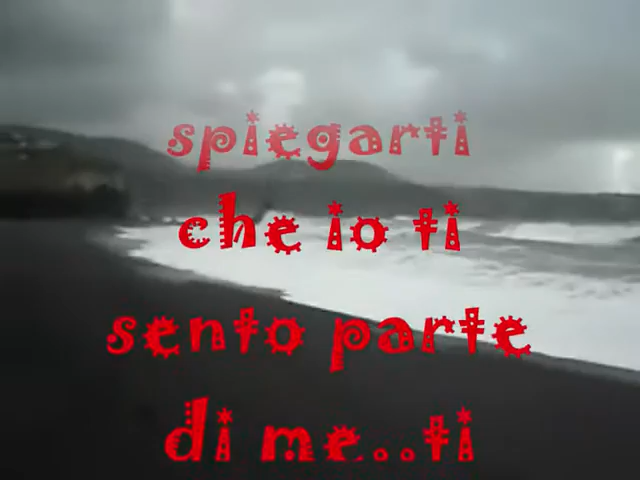 spiegarti
che io ti
sento parte
di me..ti